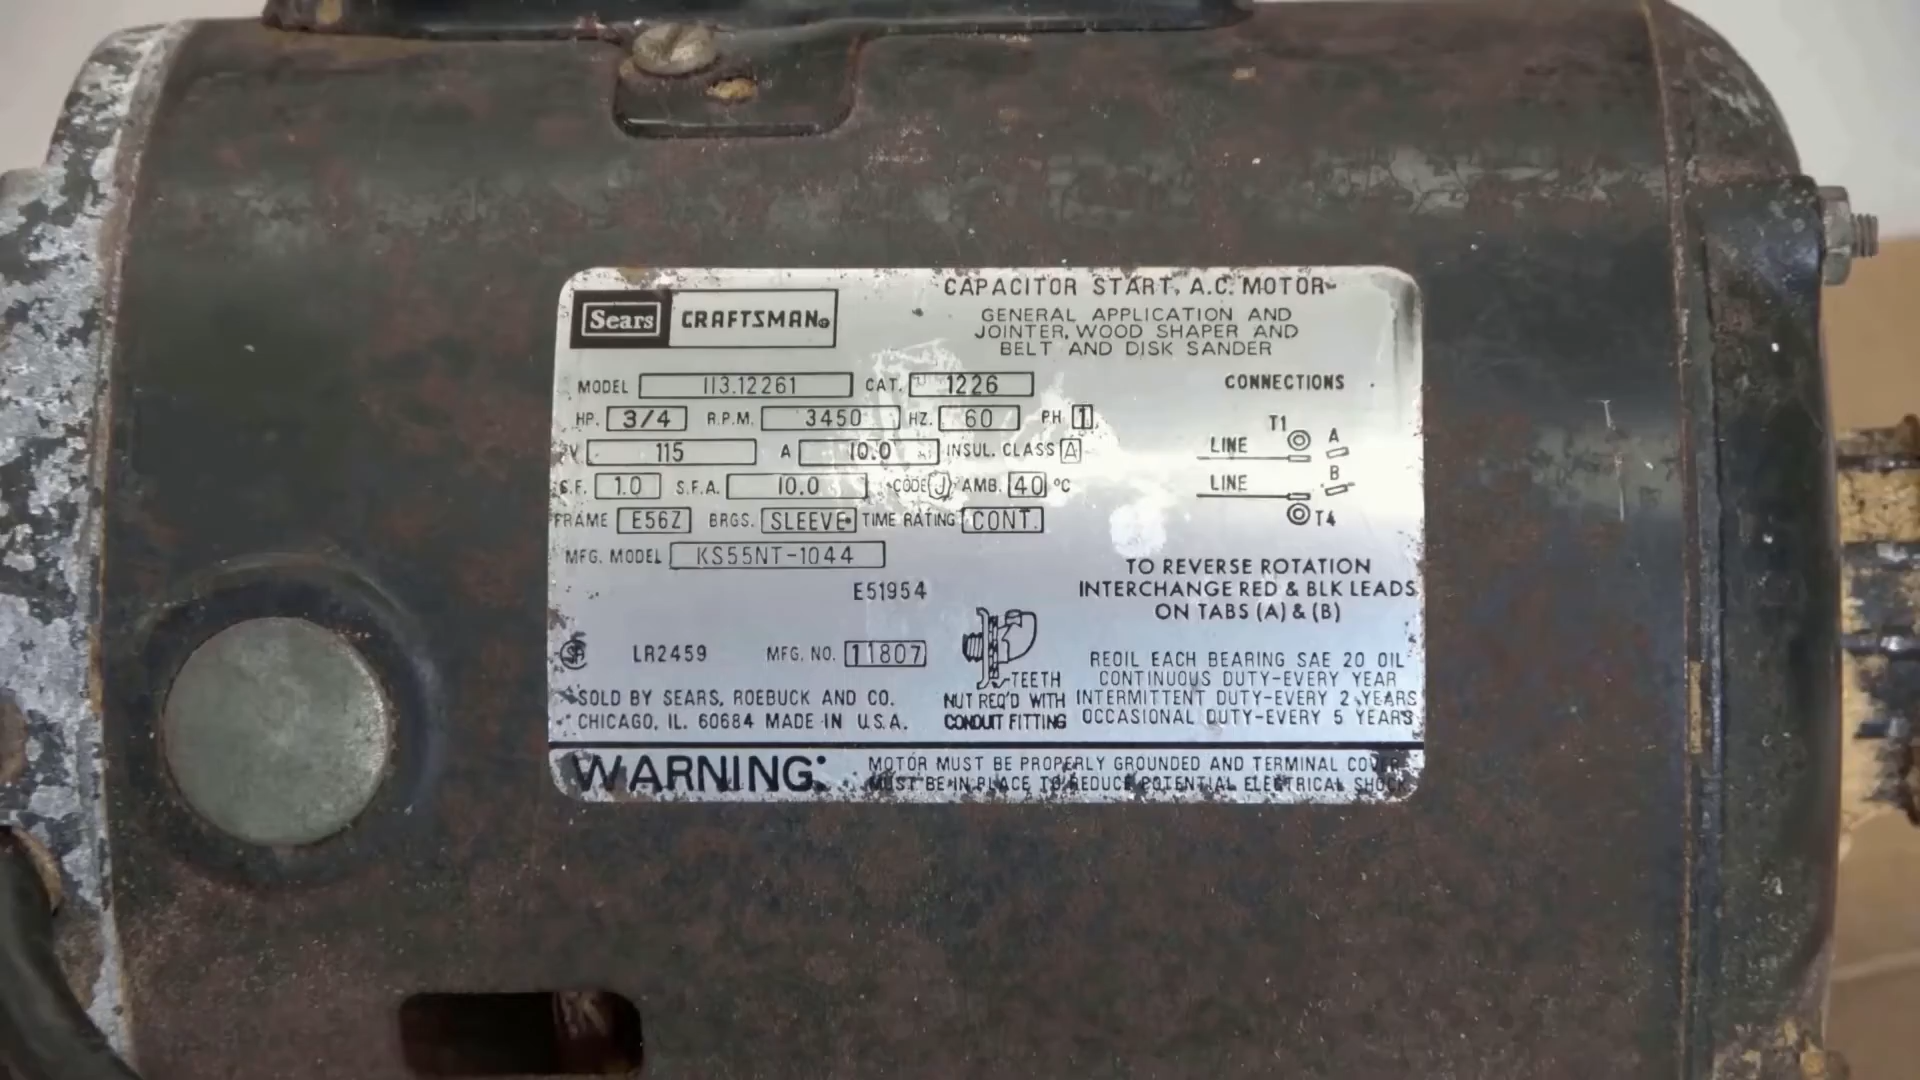 Sears CRAFTSMAN®
CAPACITOR START, A.C. MOTOR
GENERAL APPLICATION AND
JOINTER, WOOD SHAPER AND
BELT AND DISK SANDER
MODEL 113.12261 CAT. 1226
HP. 3/4 R.P.M. 3450 HZ. 60 PH 1
V. 115 A 10.0 INSUL. CLASS A
S.F. 1.0 S.F.A. 10.0 CODE J AMB. 40 °C
FRAME E56Z BRGS. SLEEVE TIME RATING CONT.
MFG. MODEL KS55NT-1044
E51954
LR2459 MFG. NO. 11807
SOLD BY SEARS, ROEBUCK AND CO.
CHICAGO, IL. 60684 MADE IN U.S.A.
TEETH
NUT REQ'D WITH
CONDUIT FITTING
CONNECTIONS
T1
LINE A
LINE B
T4
TO REVERSE ROTATION
INTERCHANGE RED & BLK LEADS
ON TABS (A) & (B)
REOIL EACH BEARING SAE 20 OIL
CONTINUOUS DUTY-EVERY YEAR
INTERMITTENT DUTY-EVERY 2 YEARS
OCCASIONAL DUTY-EVERY 5 YEARS
WARNING: MOTOR MUST BE PROPERLY GROUNDED AND TERMINAL COVER
MUST BE IN PLACE TO REDUCE POTENTIAL ELECTRICAL SHOCK